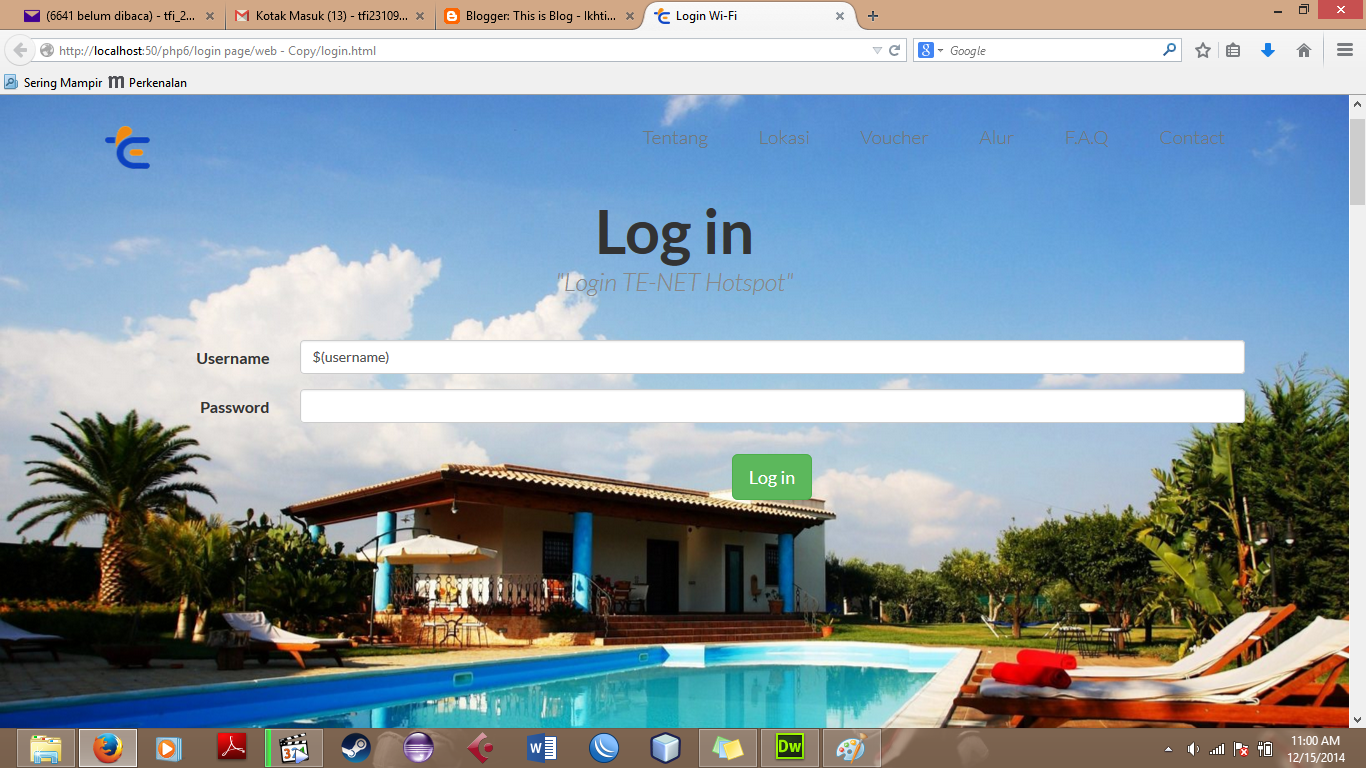 (6641 belum dibaca) - tfi_2... Kotak Masuk (13) - tfi23109... Blogger: This is Blog - Ikhti... Login Wi-Fi
http://localhost:50/php6/login page/web - Copy/login.html Google
Sering Mampir Perkenalan
Tentang Lokasi Voucher Alur F.A.Q Contact
Log in
"Login TE-NET Hotspot"
Username $(username)
Password
Log in
11:00 AM
12/15/2014